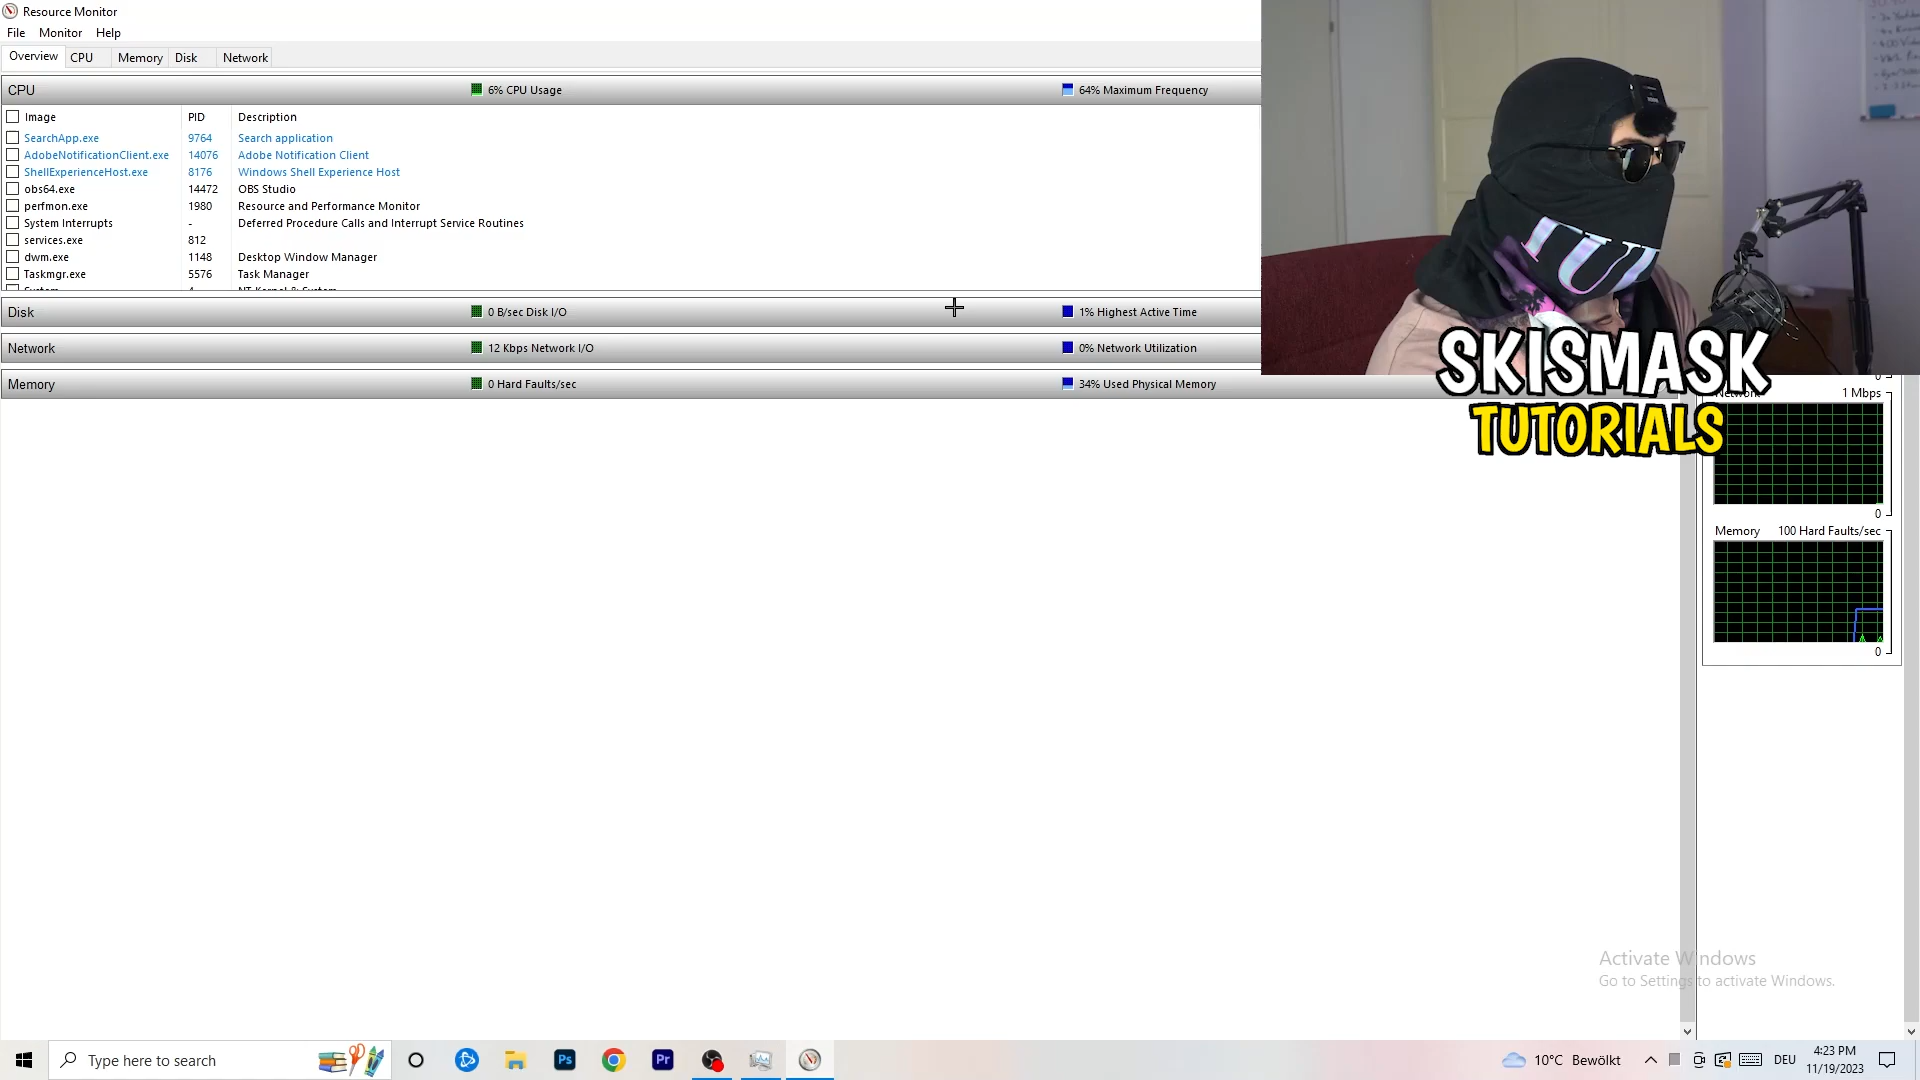 Resource Monitor
File Monitor Help
Overview CPU Memory Disk Network
CPU 6% CPU Usage 64% Maximum Frequency
Image PID Description
SearchApp.exe 9764 Search application
AdobeNotificationClient.exe 14076 Adobe Notification Client
ShellExperienceHost.exe 8176 Windows Shell Experience Host
obs64.exe 14472 OBS Studio
perfmon.exe 1980 Resource and Performance Monitor
System Interrupts - Deferred Procedure Calls and Interrupt Service Routines
services.exe 812
dwm.exe 1148 Desktop Window Manager
Taskmgr.exe 5576 Task Manager
Disk 0 B/sec Disk I/O 1% Highest Active Time
Network 12 Kbps Network I/O 0% Network Utilization
Memory 0 Hard Faults/sec 34% Used Physical Memory
SKISMASK
TUTORIALS
Network 1 Mbps
0
Memory 100 Hard Faults/sec
0
Activate Windows
Go to Settings to activate Windows.
Type here to search
Ps
Pr
10°C Bewölkt
DEU
4:23 PM
11/19/2023